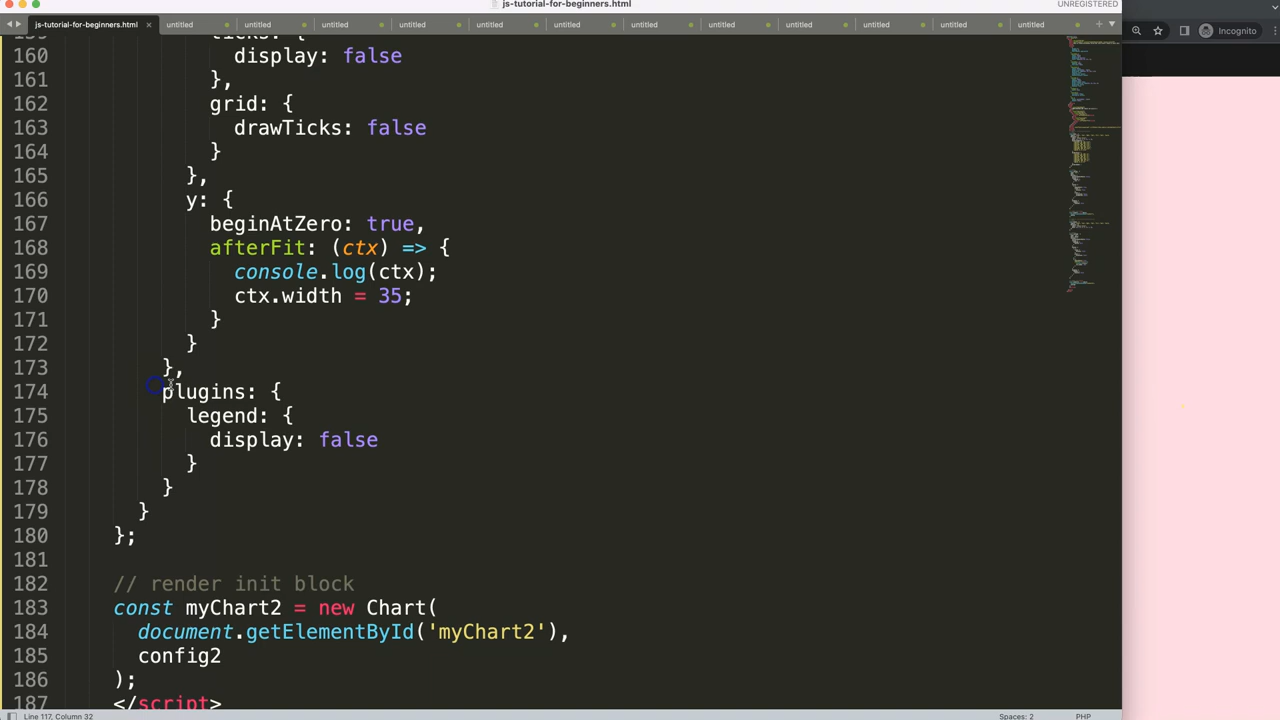 js-tutorial-for-beginners.html
UNREGISTERED
js-tutorial-for-beginners.html × untitled untitled untitled untitled untitled untitled untitled untitled untitled untitled untitled untitled
Incognito
159 ticks: {
160 display: false
161 },
162 grid: {
163 drawTicks: false
164 }
165 },
166 y: {
167 beginAtZero: true,
168 afterFit: (ctx) => {
169 console.log(ctx);
170 ctx.width = 35;
171 }
172 }
173 },
174 plugins: {
175 legend: {
176 display: false
177 }
178 }
179 }
180 };
181
182 // render init block
183 const myChart2 = new Chart(
184 document.getElementById('myChart2'),
185 config2
186 );
187 </script>
Line 117, Column 32
Spaces: 2
PHP